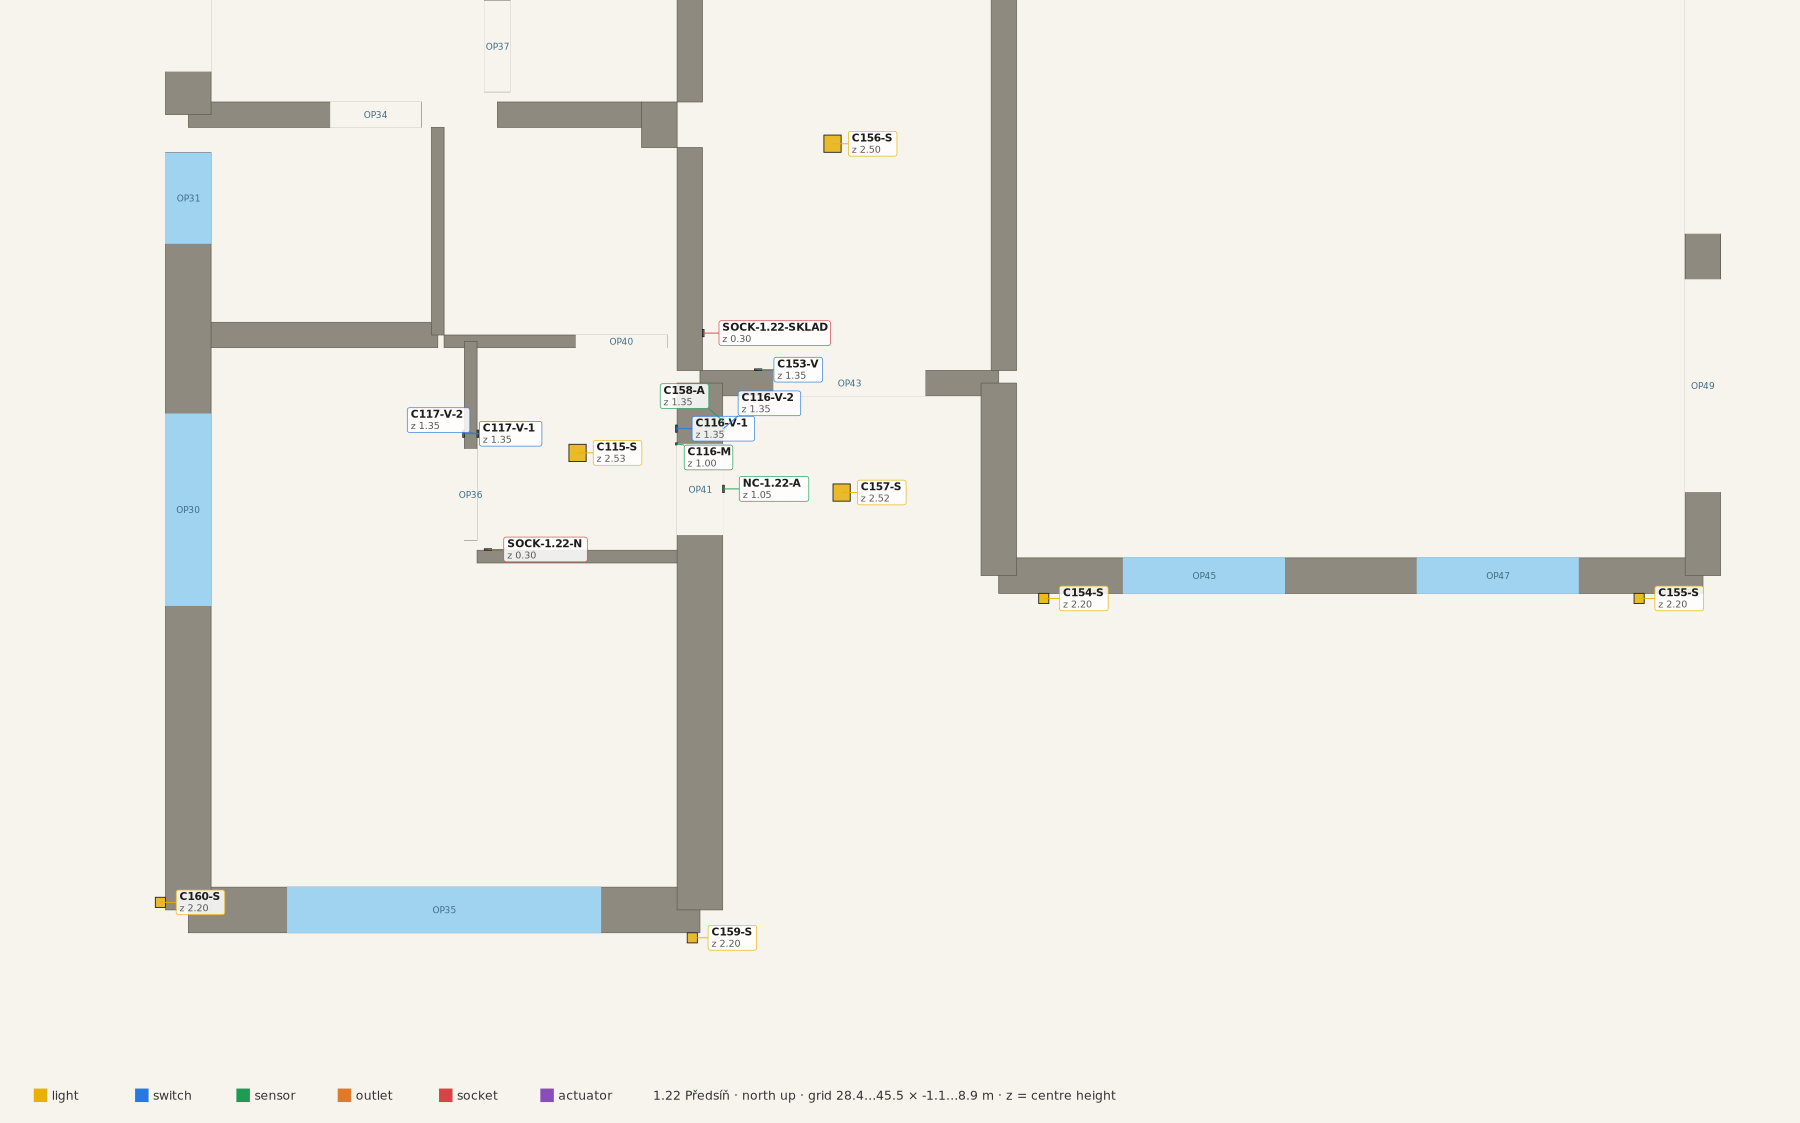 OP37
OP34
C156-S
z 2.50
OP31
SOCK-1.22-SKLAD
z 0.30
OP40
C153-V
z 1.35
OP43
OP49
C158-A
z 1.35
C116-V-2
z 1.35
C117-V-2
z 1.35
C117-V-1
z 1.35
C116-V-1
z 1.35
C115-S
z 2.53
C116-M
z 1.00
OP36
OP41
NC-1.22-A
z 1.05
C157-S
z 2.52
OP30
SOCK-1.22-N
z 0.30
OP45
OP47
C154-S
z 2.20
C155-S
z 2.20
C160-S
z 2.20
OP35
C159-S
z 2.20
light
switch
sensor
outlet
socket
actuator
1.22 Předsíň · north up · grid 28.4…45.5 × -1.1…8.9 m · z = centre height